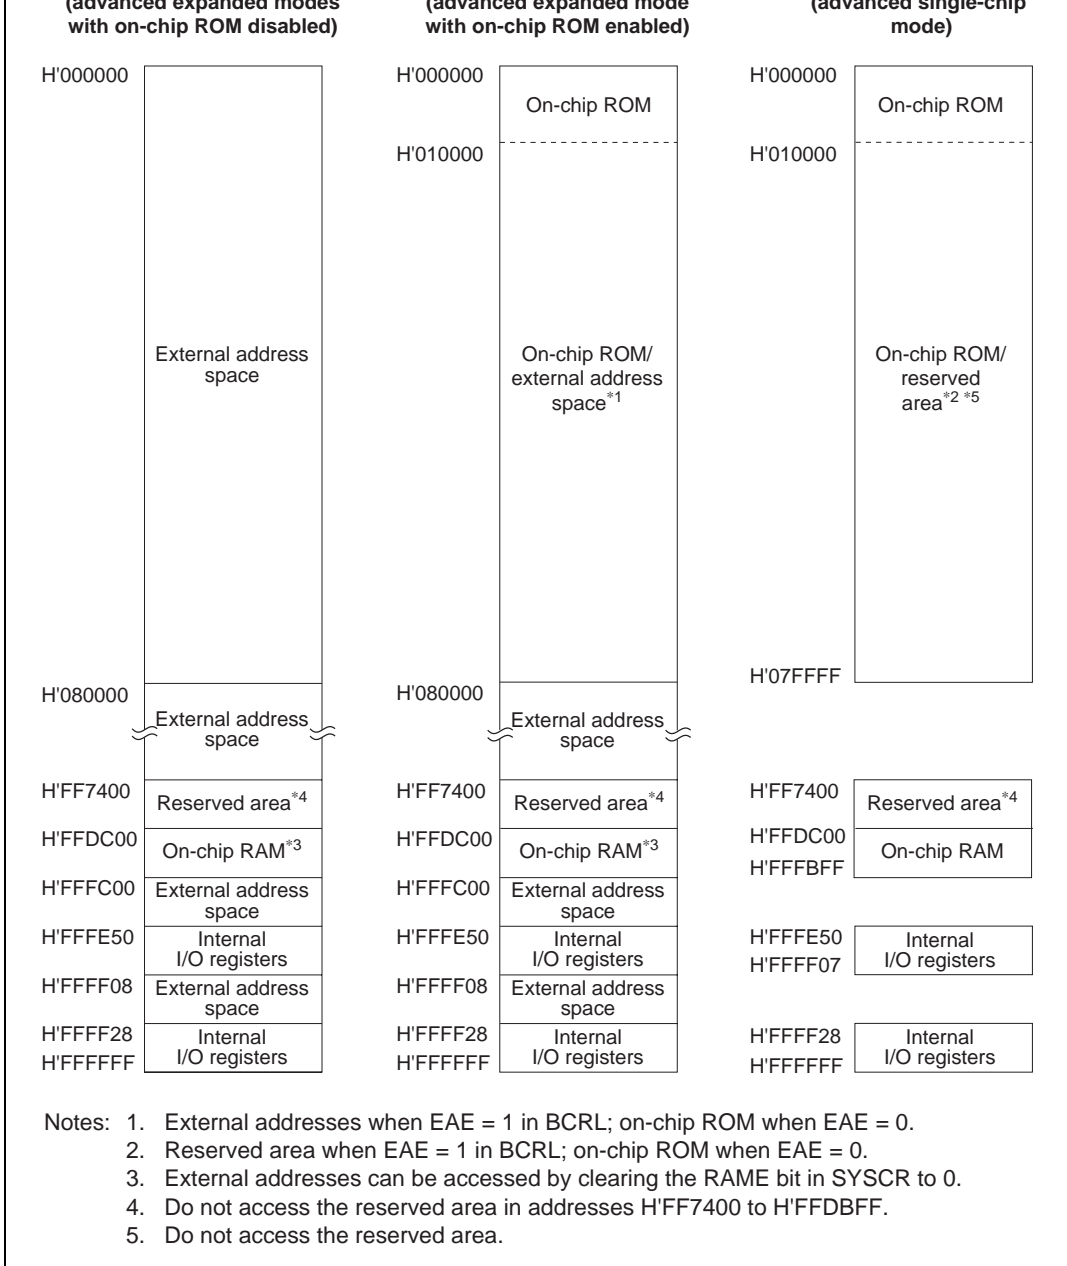 (advanced expanded modes
with on-chip ROM disabled)
H'000000
External address
space
H'080000
External address
space
H'FF7400
Reserved area*4
H'FFDC00
On-chip RAM*3
H'FFFC00
External address
space
H'FFFE50
Internal
I/O registers
H'FFFF08
External address
space
H'FFFF28
Internal
I/O registers
H'FFFFFF
(advanced expanded mode
with on-chip ROM enabled)
H'000000
On-chip ROM
H'010000
On-chip ROM/
external address
space*1
H'080000
External address
space
H'FF7400
Reserved area*4
H'FFDC00
On-chip RAM*3
H'FFFC00
External address
space
H'FFFE50
Internal
I/O registers
H'FFFF08
External address
space
H'FFFF28
Internal
I/O registers
H'FFFFFF
(advanced single-chip
mode)
H'000000
On-chip ROM
H'010000
On-chip ROM/
reserved
area*2 *5
H'07FFFF
H'FF7400
Reserved area*4
H'FFDC00
On-chip RAM
H'FFFBFF
H'FFFE50
Internal
I/O registers
H'FFFF07
H'FFFF28
Internal
I/O registers
H'FFFFFF
Notes: 1. External addresses when EAE = 1 in BCRL; on-chip ROM when EAE = 0.
2. Reserved area when EAE = 1 in BCRL; on-chip ROM when EAE = 0.
3. External addresses can be accessed by clearing the RAME bit in SYSCR to 0.
4. Do not access the reserved area in addresses H'FF7400 to H'FFDBFF.
5. Do not access the reserved area.